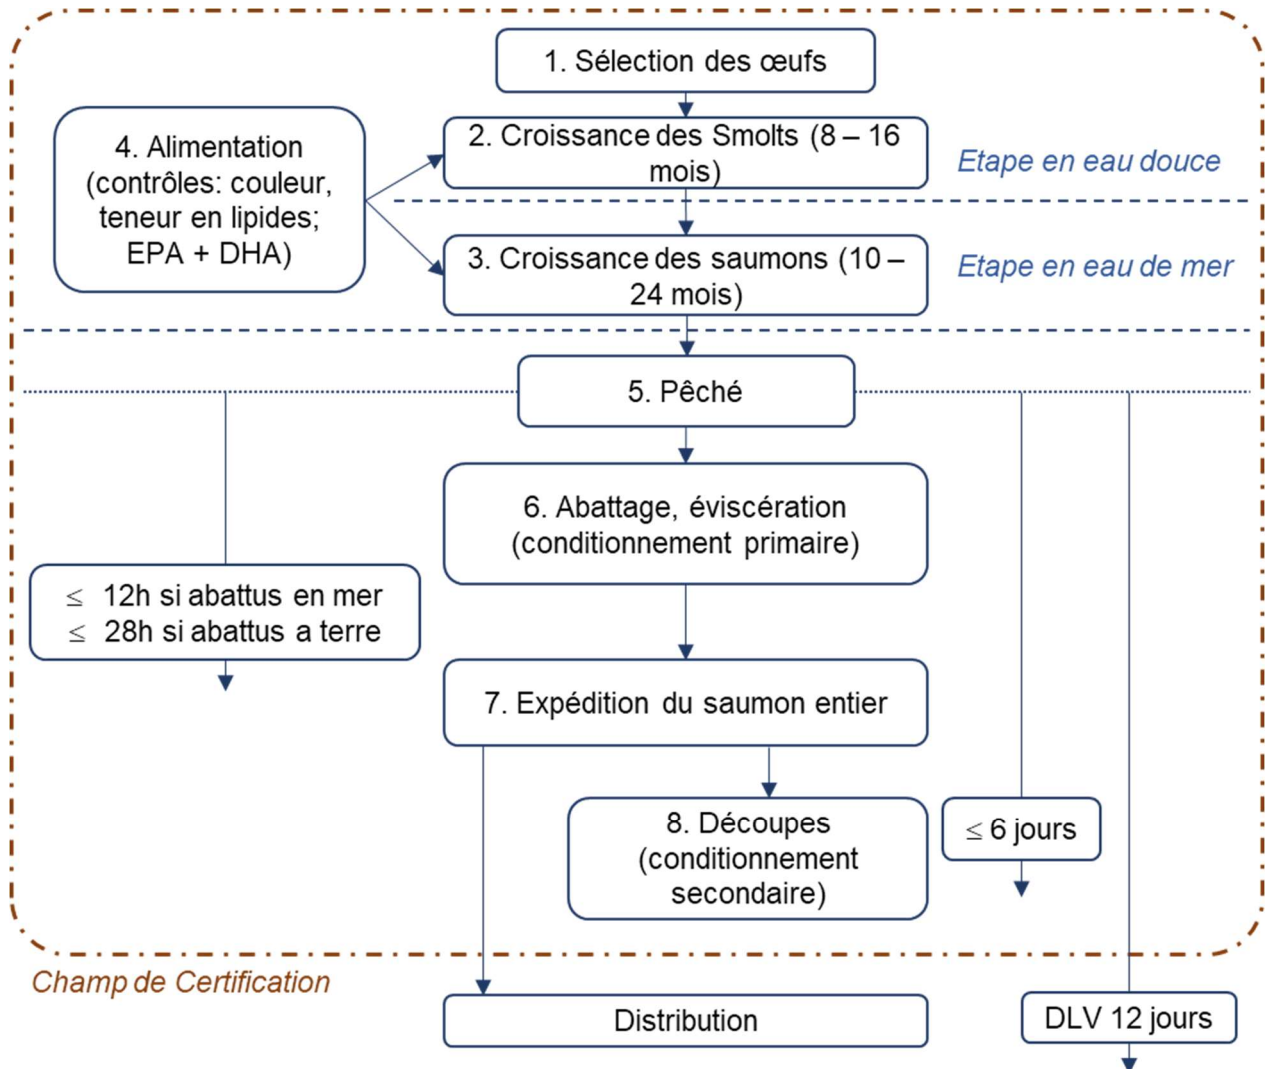 1. Sélection des œufs
4. Alimentation
(contrôles: couleur,
teneur en lipides;
EPA + DHA)
2. Croissance des Smolts (8 – 16
mois)
Etape en eau douce
3. Croissance des saumons (10 –
24 mois)
Etape en eau de mer
5. Pêché
6. Abattage, éviscération
(conditionnement primaire)
≤ 12h si abattus en mer
≤ 28h si abattus a terre
7. Expédition du saumon entier
8. Découpes
(conditionnement
secondaire)
≤ 6 jours
Champ de Certification
Distribution
DLV 12 jours